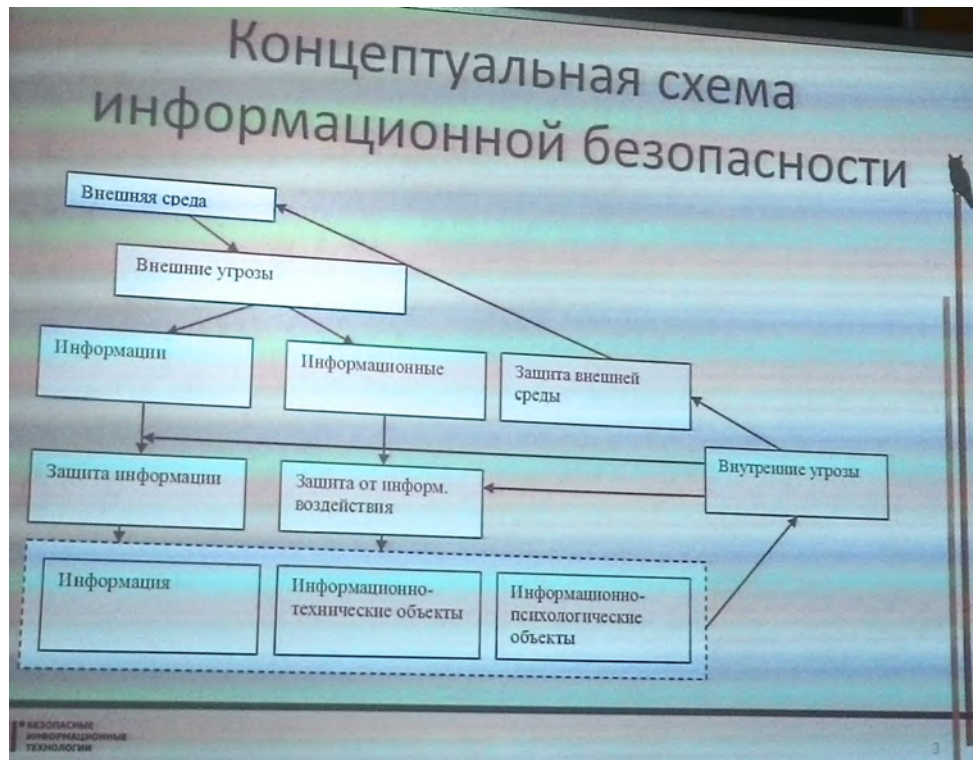 Концептуальная схема
информационной безопасности
Внешняя среда
Внешние угрозы
Информации
Информационные
Защита внешней
среды
Защита информации
Защита от информ.
воздействия
Внутренние угрозы
Информация
Информационно-
технические объекты
Информационно-
психологические
объекты
БЕЗОПАСНЫЕ
ИНФОРМАЦИОННЫЕ
ТЕХНОЛОГИИ
3